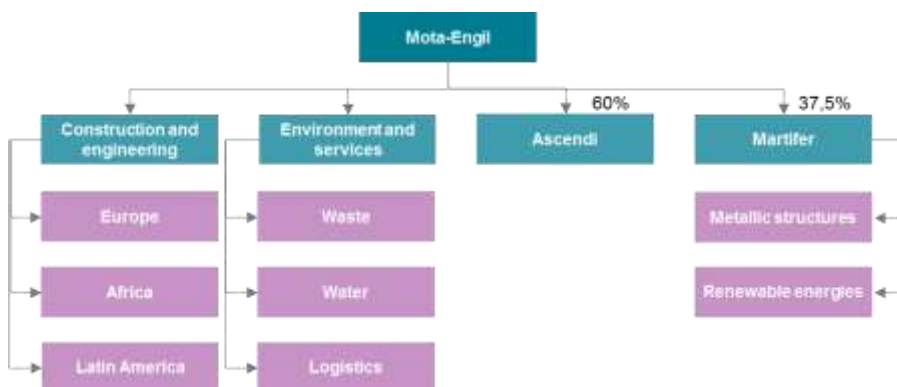 Mota-Engil
60%
37,5%
Construction and
engineering
Environment and
services
Ascendi
Martifer
Europe
Waste
Metallic structures
Africa
Water
Renewable energies
Latin America
Logistics